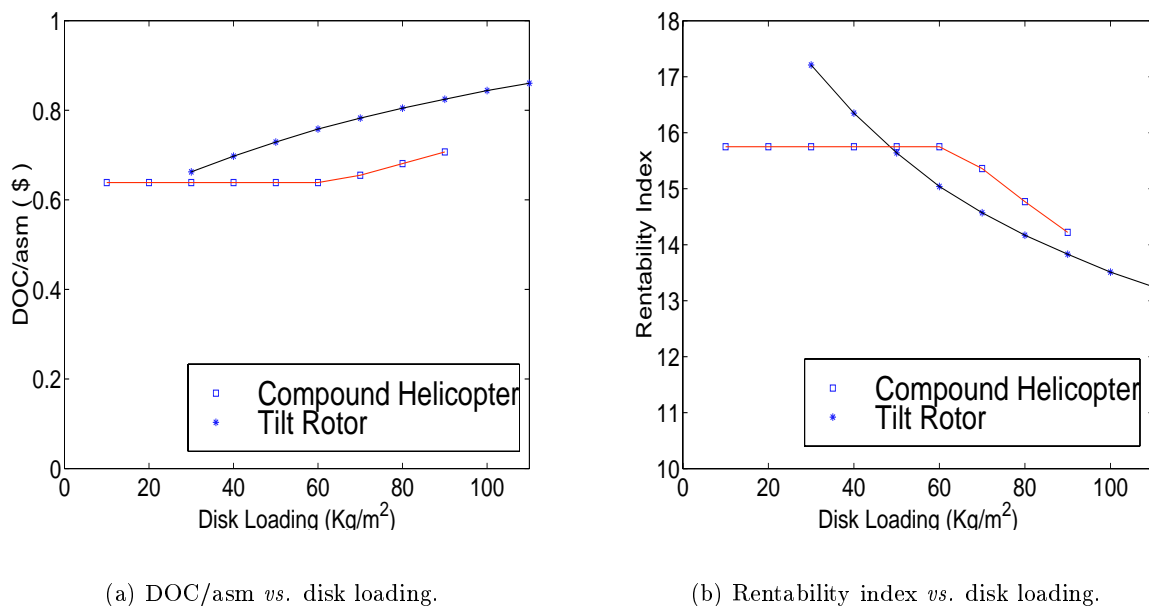 1
0.8
0.6
0.4
0.2
0
DOC/asm ( $ )
Compound Helicopter
Tilt Rotor
0 20 40 60 80 100
Disk Loading (Kg/m²)
(a) DOC/asm vs. disk loading.
18
17
16
15
14
13
12
11
10
Rentability Index
Compound Helicopter
Tilt Rotor
0 20 40 60 80 100
Disk Loading (Kg/m²)
(b) Rentability index vs. disk loading.